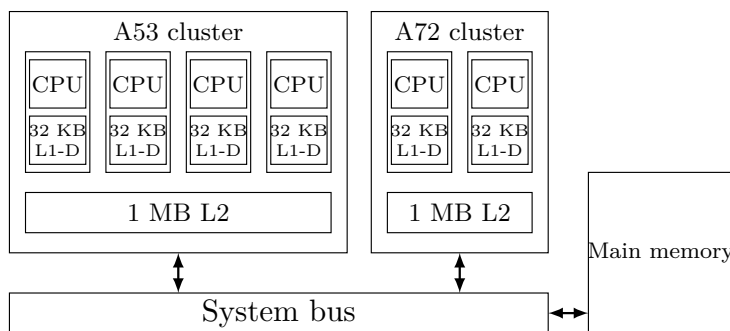 A53 cluster
A72 cluster
CPU
CPU
CPU
CPU
CPU
CPU
32 KB
L1-D
32 KB
L1-D
32 KB
L1-D
32 KB
L1-D
32 KB
L1-D
32 KB
L1-D
1 MB L2
1 MB L2
Main memory
System bus